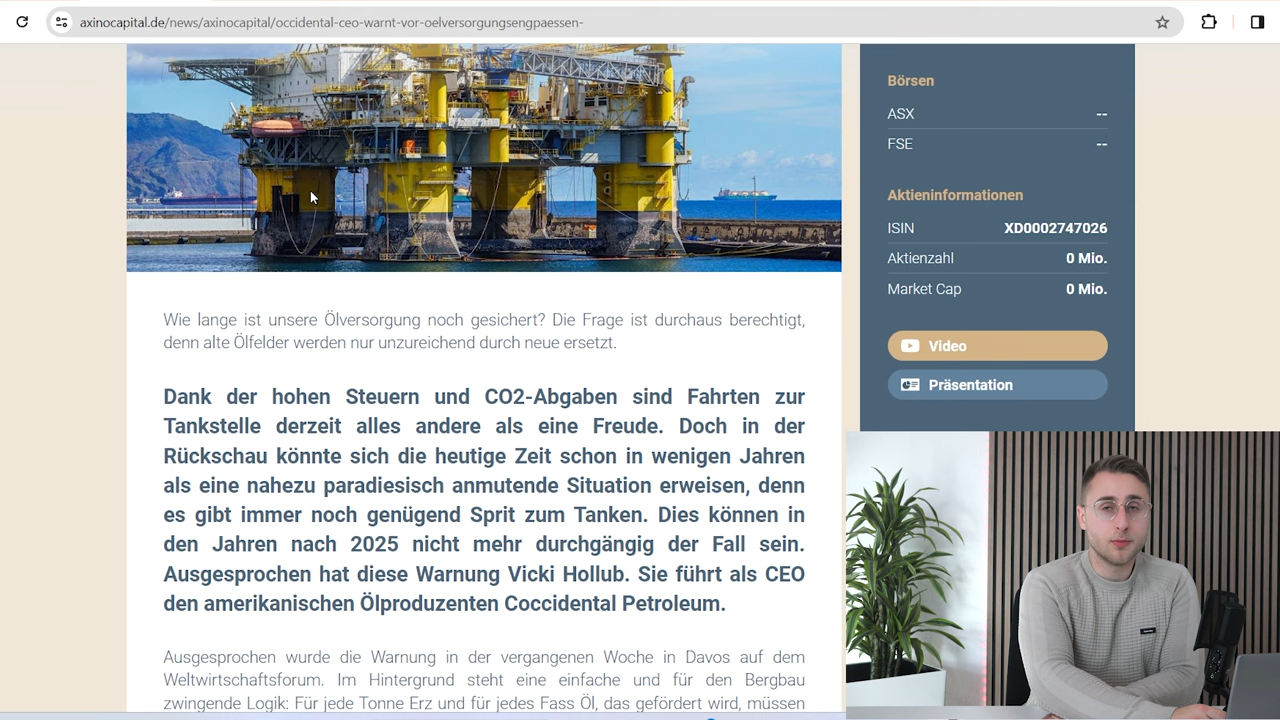 axinocapital.de/news/axinocapital/occidental-ceo-warnt-vor-oelversorgungsengpaessen-
Börsen
ASX --
FSE --
Aktieninformationen
ISIN XD0002747026
Aktienzahl 0 Mio.
Market Cap 0 Mio.
Video
Präsentation
Wie lange ist unsere Ölversorgung noch gesichert? Die Frage ist durchaus berechtigt,
denn alte Ölfelder werden nur unzureichend durch neue ersetzt.
Dank der hohen Steuern und CO2-Abgaben sind Fahrten zur
Tankstelle derzeit alles andere als eine Freude. Doch in der
Rückschau könnte sich die heutige Zeit schon in wenigen Jahren
als eine nahezu paradiesisch anmutende Situation erweisen, denn
es gibt immer noch genügend Sprit zum Tanken. Dies können in
den Jahren nach 2025 nicht mehr durchgängig der Fall sein.
Ausgesprochen hat diese Warnung Vicki Hollub. Sie führt als CEO
den amerikanischen Ölproduzenten Coccidental Petroleum.
Ausgesprochen wurde die Warnung in der vergangenen Woche in Davos auf dem
Weltwirtschaftsforum. Im Hintergrund steht eine einfache und für den Bergbau
zwingende Logik: Für jede Tonne Erz und für jedes Fass Öl, das gefördert wird, müssen